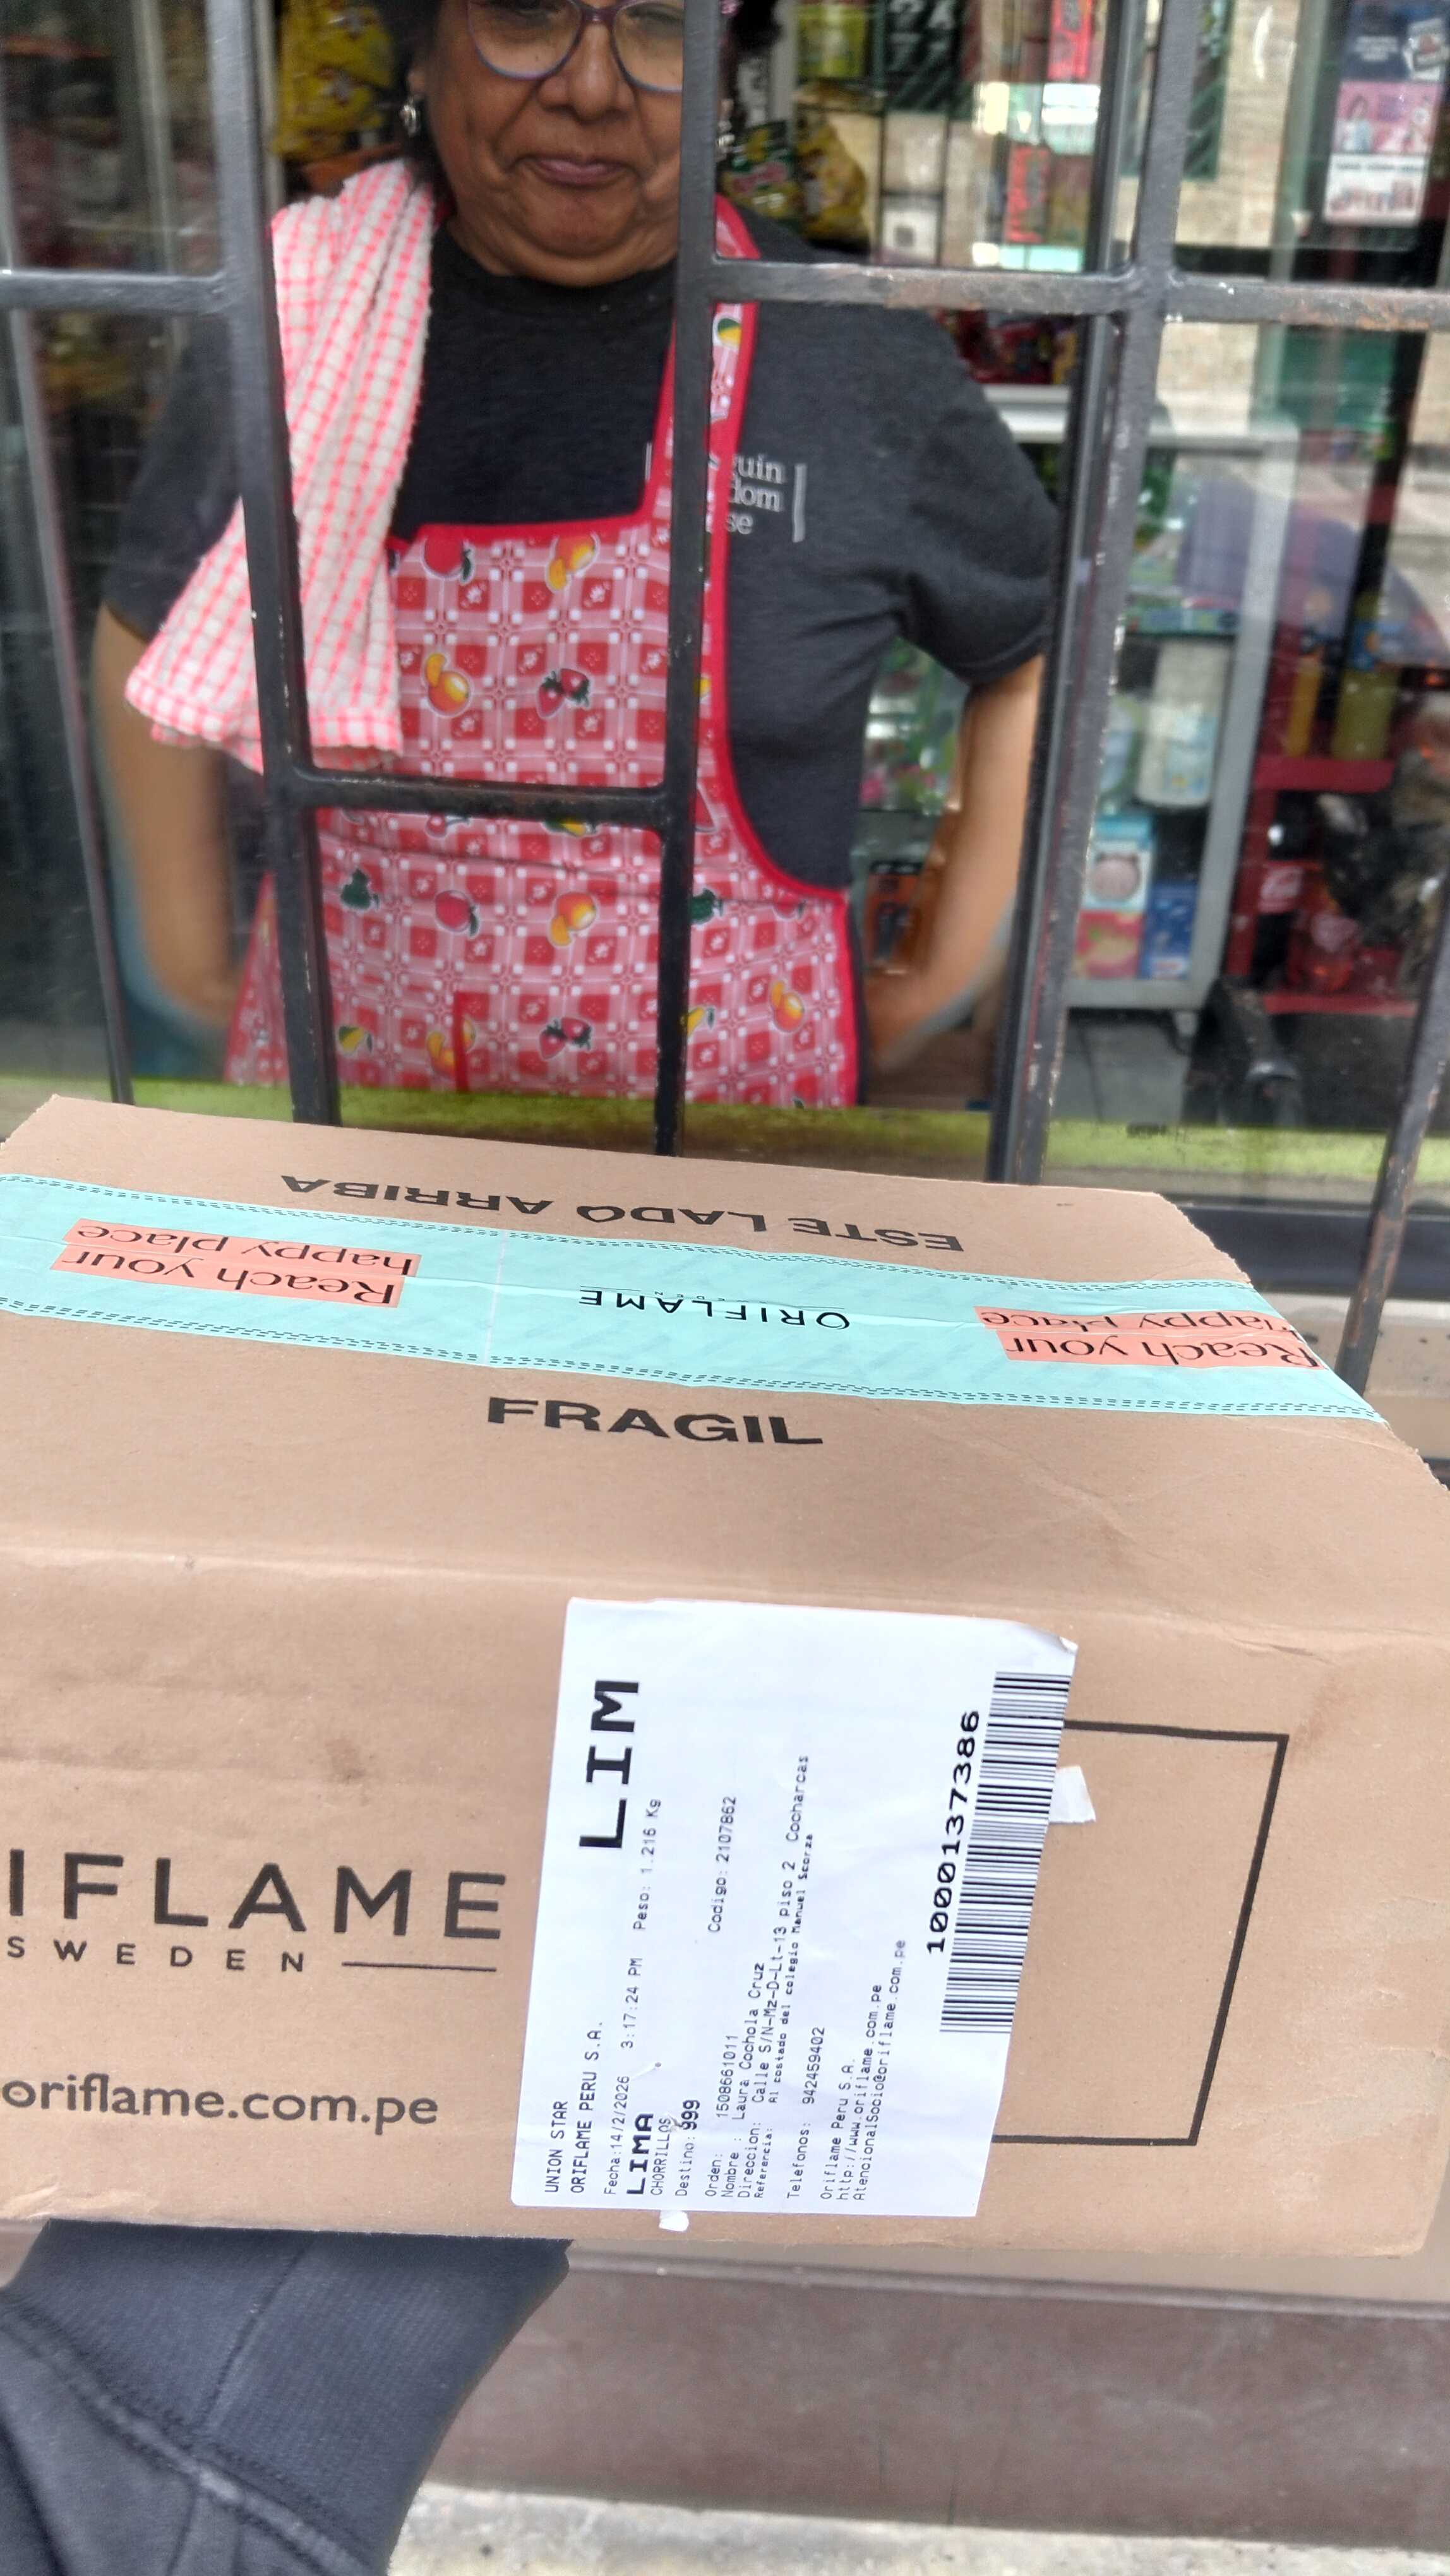 uin
dom
se
ESTE LADO ARRIBA
Reach your
happy place
ORIFLAME
Reach your
happy place
FRAGIL
IFLAME
SWEDEN
oriflame.com.pe
LIM
UNION STAR
ORIFLAME PERU S.A.
Fecha:14/2/2026 3:17:24 PM Peso: 1.216 Kg
LIMA
CHORRILLOS
Destino: 999
Orden: 1508661011 Codigo: 2107862
Nombre : Laura Cochola Cruz
Direccion: Calle S/N-Mz-D-Lt-13 piso 2 Cocharcas
Referencia: Al costado del colegio Manuel Scorza
Telefonos: 942459402
Oriflame Peru S.A.
http://www.oriflame.com.pe
AtencionalSocio@oriflame.com.pe
1000137386